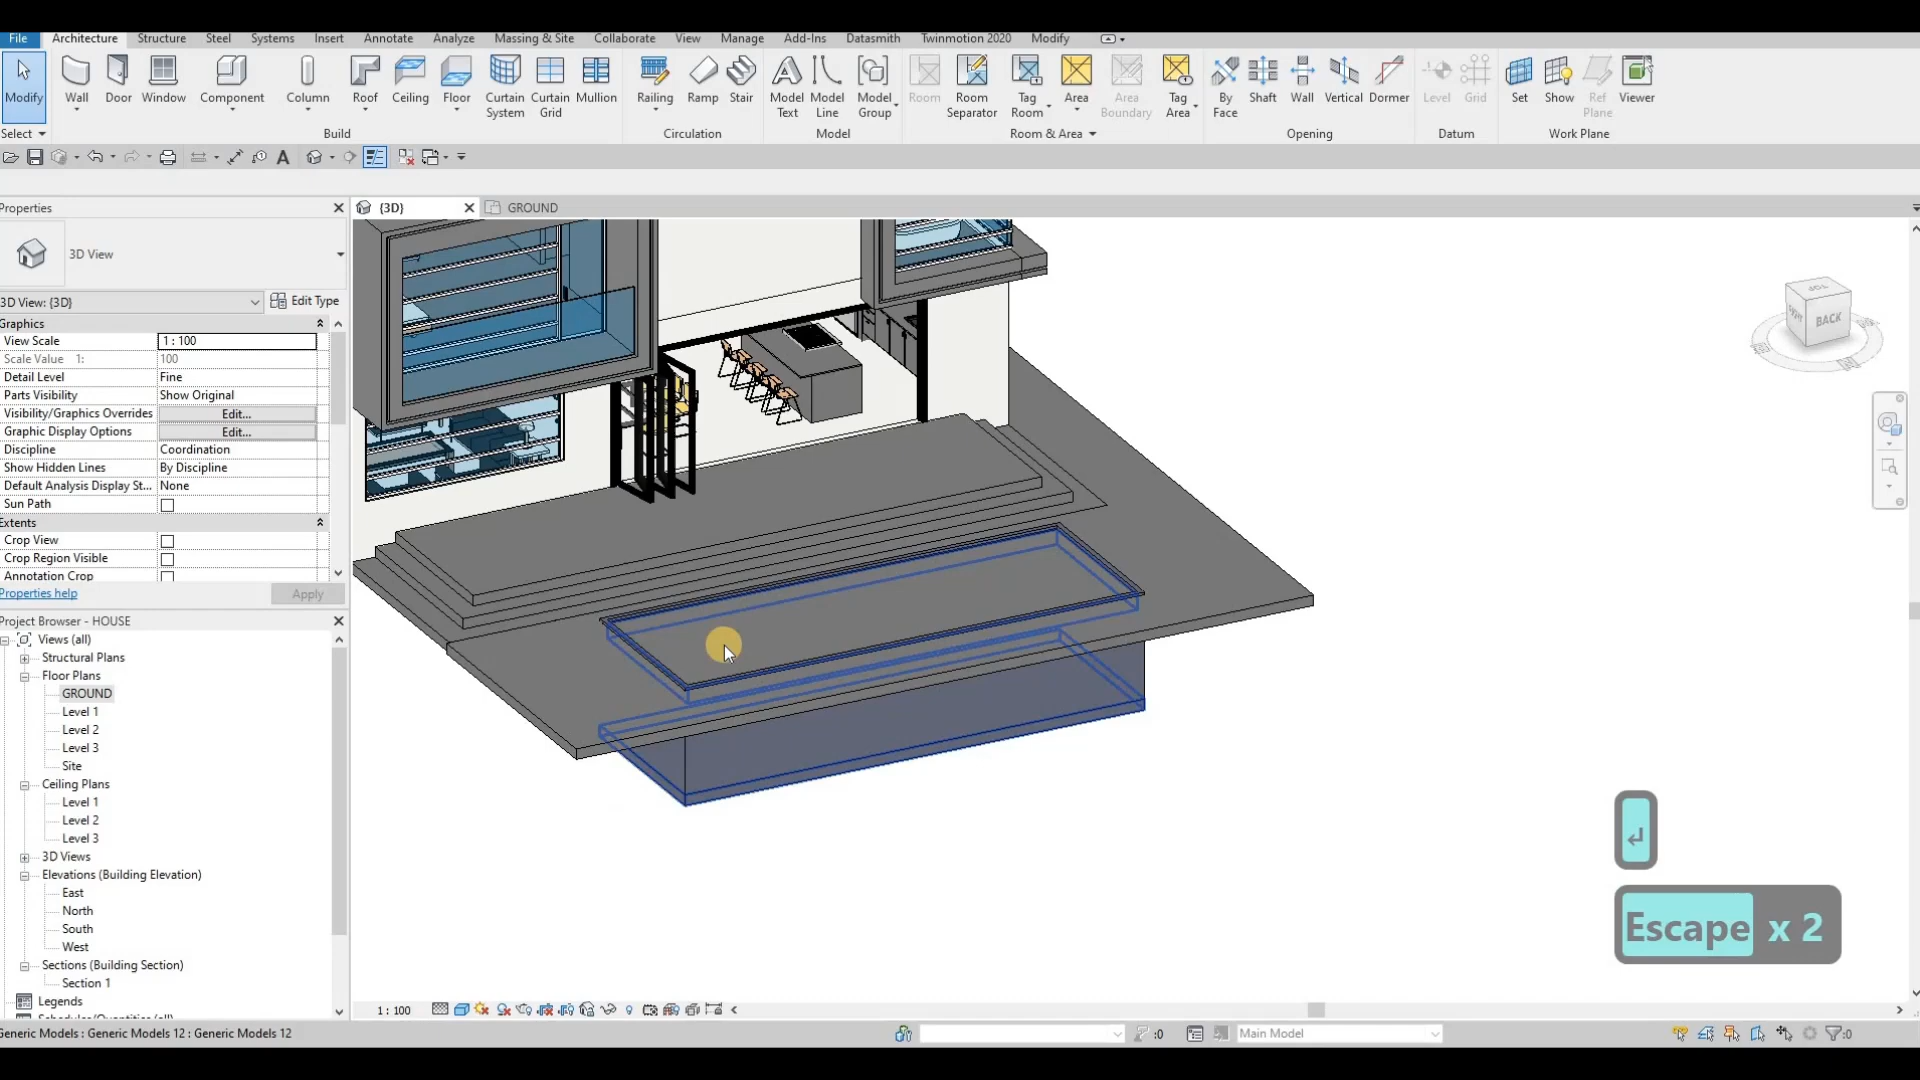 File Architecture Structure Steel Systems Insert Annotate Analyze Massing & Site Collaborate View Manage Add-Ins Datasmith Twinmotion 2020 Modify
Modify Wall Door Window Component Column Roof Ceiling Floor Curtain System Curtain Grid Mullion Railing Ramp Stair Model Text Model Line Model Group Room Room Separator Tag Room Area Area Boundary Tag Area By Face Shaft Wall Vertical Dormer Level Grid Set Show Ref Plane Viewer
Select Build Circulation Model Room & Area Opening Datum Work Plane
Properties
{3D} GROUND
3D View
3D View: {3D} Edit Type
Graphics
View Scale 1 : 100
Scale Value 1: 100
Detail Level Fine
Parts Visibility Show Original
Visibility/Graphics Overrides Edit...
Graphic Display Options Edit...
Discipline Coordination
Show Hidden Lines By Discipline
Default Analysis Display St... None
Sun Path
Extents
Crop View
Crop Region Visible
Annotation Crop
Properties help Apply
Project Browser - HOUSE
Views (all)
Structural Plans
Floor Plans
GROUND
Level 1
Level 2
Level 3
Site
Ceiling Plans
Level 1
Level 2
Level 3
3D Views
Elevations (Building Elevation)
East
North
South
West
Sections (Building Section)
Section 1
Legends
Schedules/Quantities (all)
TOP
BACK
Escape x 2
1 : 100
Generic Models : Generic Models 12 : Generic Models 12
:0
Main Model
:0